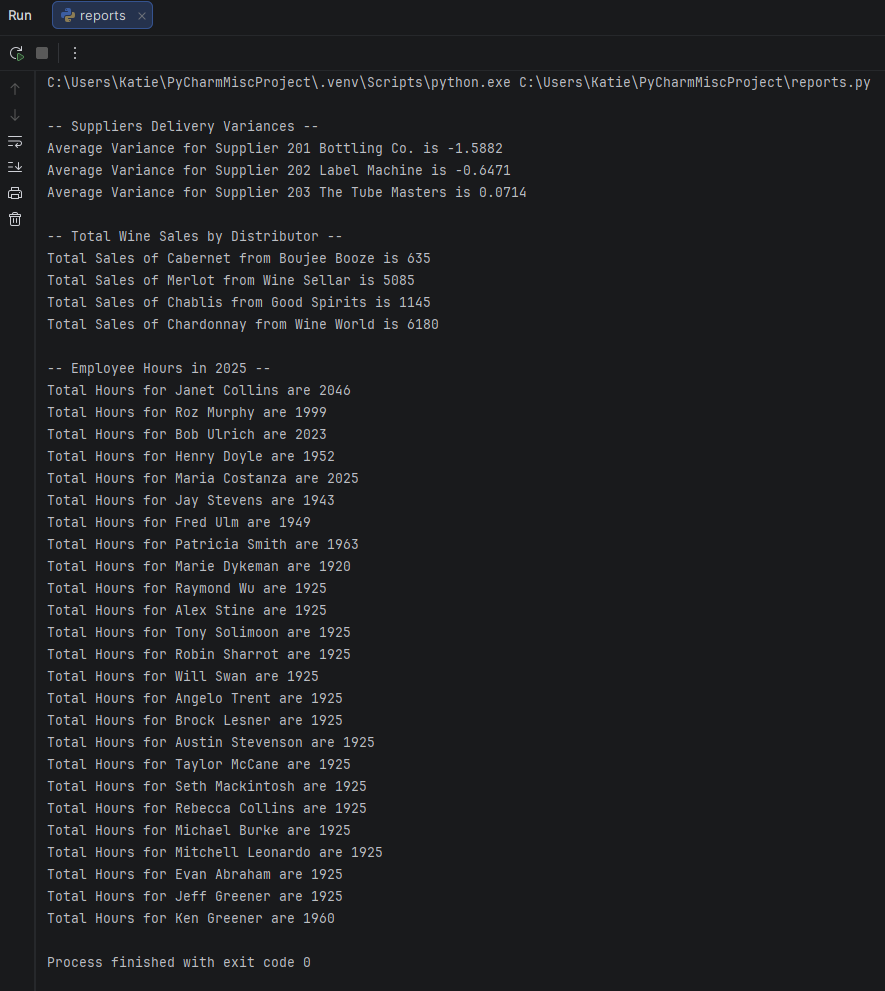 Run reports
C:\Users\Katie\PyCharmMiscProject\.venv\Scripts\python.exe C:\Users\Katie\PyCharmMiscProject\reports.py
-- Suppliers Delivery Variances --
Average Variance for Supplier 201 Bottling Co. is -1.5882
Average Variance for Supplier 202 Label Machine is -0.6471
Average Variance for Supplier 203 The Tube Masters is 0.0714
-- Total Wine Sales by Distributor --
Total Sales of Cabernet from Boujee Booze is 635
Total Sales of Merlot from Wine Sellar is 5085
Total Sales of Chablis from Good Spirits is 1145
Total Sales of Chardonnay from Wine World is 6180
-- Employee Hours in 2025 --
Total Hours for Janet Collins are 2046
Total Hours for Roz Murphy are 1999
Total Hours for Bob Ulrich are 2023
Total Hours for Henry Doyle are 1952
Total Hours for Maria Costanza are 2025
Total Hours for Jay Stevens are 1943
Total Hours for Fred Ulm are 1949
Total Hours for Patricia Smith are 1963
Total Hours for Marie Dykeman are 1920
Total Hours for Raymond Wu are 1925
Total Hours for Alex Stine are 1925
Total Hours for Tony Solimoon are 1925
Total Hours for Robin Sharrot are 1925
Total Hours for Will Swan are 1925
Total Hours for Angelo Trent are 1925
Total Hours for Brock Lesner are 1925
Total Hours for Austin Stevenson are 1925
Total Hours for Taylor McCane are 1925
Total Hours for Seth Mackintosh are 1925
Total Hours for Rebecca Collins are 1925
Total Hours for Michael Burke are 1925
Total Hours for Mitchell Leonardo are 1925
Total Hours for Evan Abraham are 1925
Total Hours for Jeff Greener are 1925
Total Hours for Ken Greener are 1960
Process finished with exit code 0